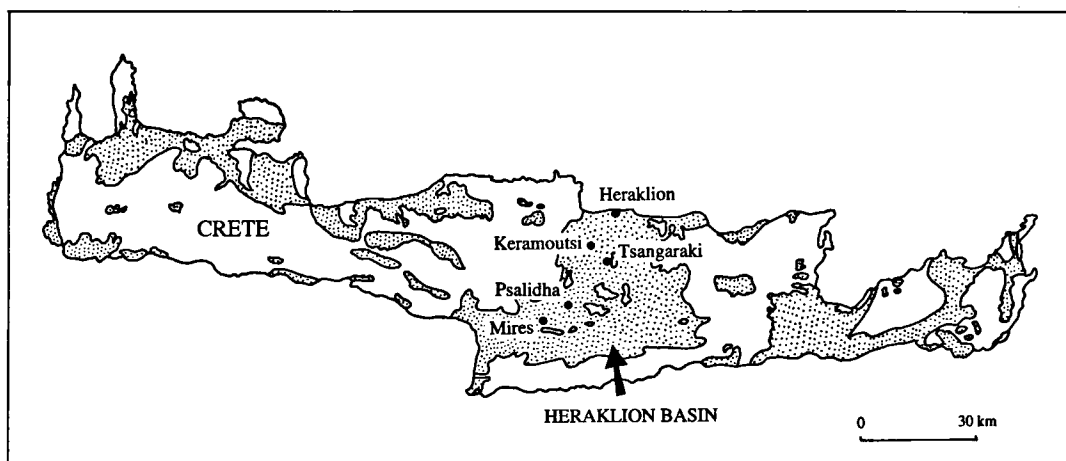 Heraklion
Keramoutsi
Tsangaraki
CRETE
Psalidha
Mires
HERAKLION BASIN
0 30 km